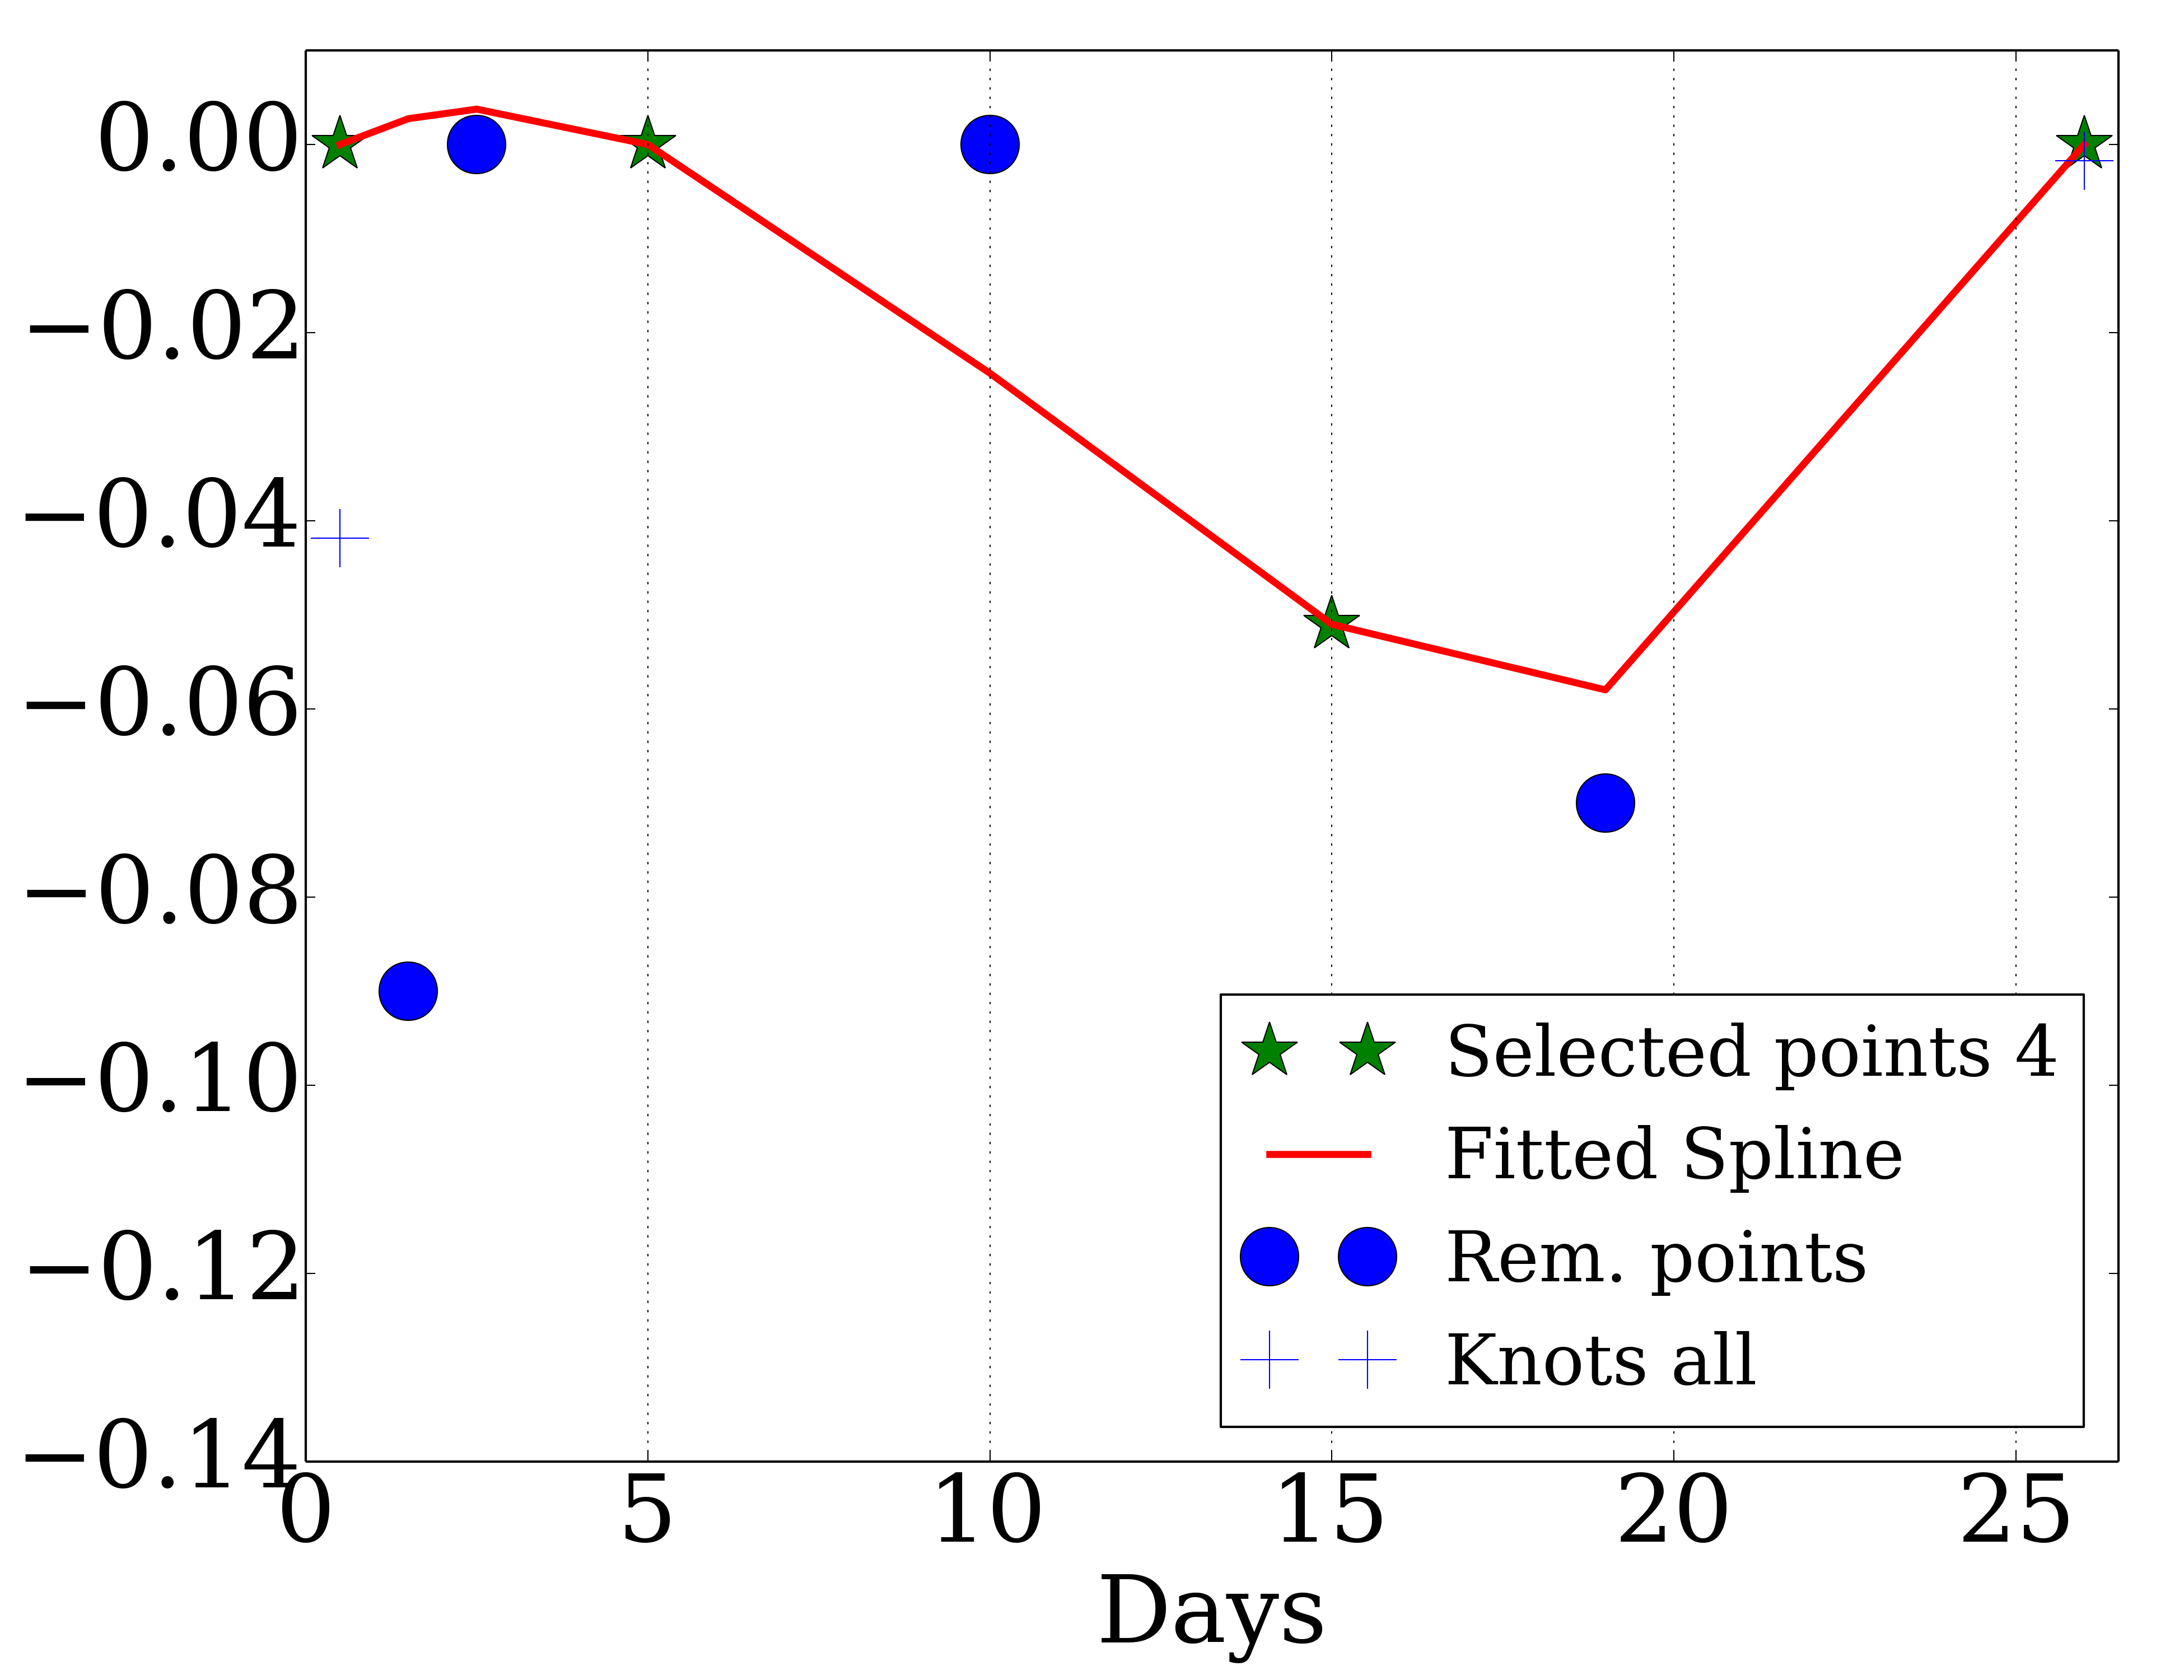 0.00
−0.02
−0.04
−0.06
−0.08
−0.10
−0.12
−0.14
0 5 10 15 20 25
Days
Selected points 4
Fitted Spline
Rem. points
Knots all